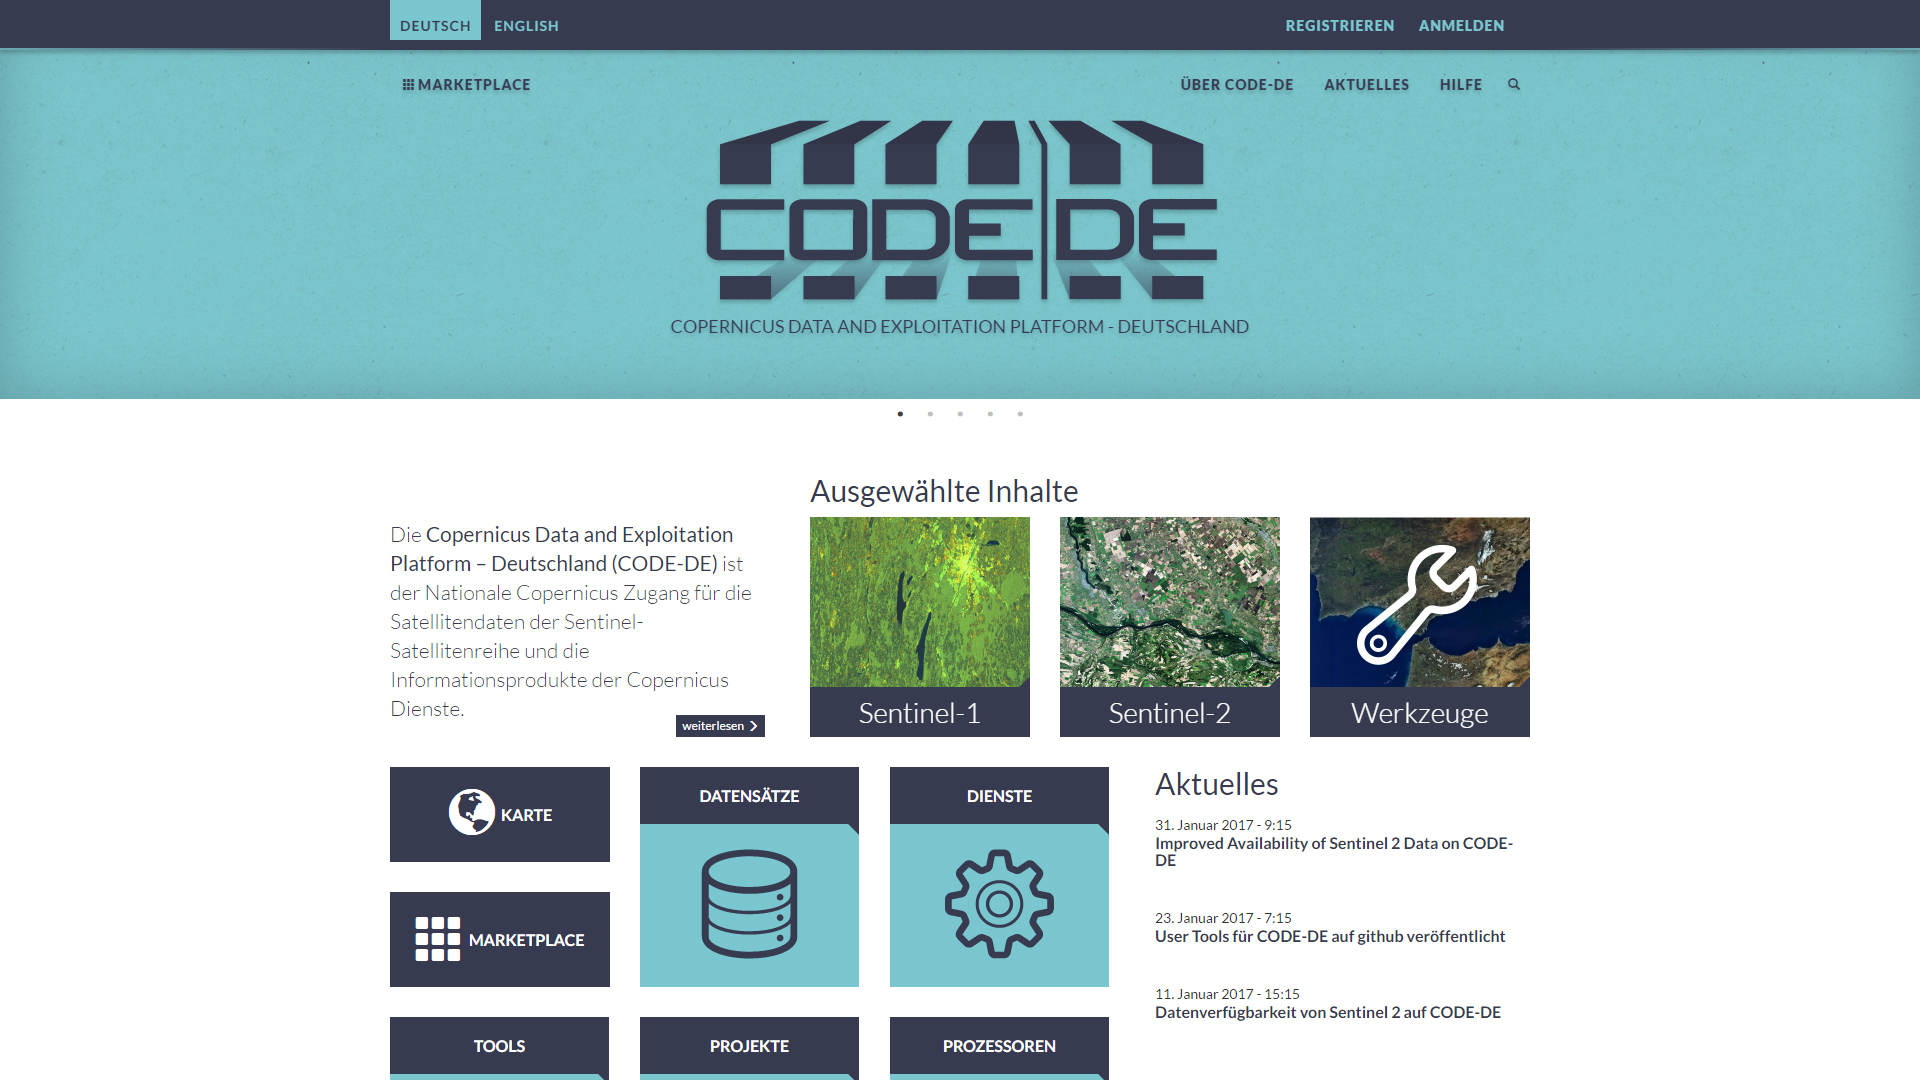 DEUTSCH ENGLISH REGISTRIEREN ANMELDEN
MARKETPLACE ÜBER CODE-DE AKTUELLES HILFE
CODE|DE
COPERNICUS DATA AND EXPLOITATION PLATFORM - DEUTSCHLAND
Ausgewählte Inhalte
Die Copernicus Data and Exploitation
Platform – Deutschland (CODE-DE) ist
der Nationale Copernicus Zugang für die
Satellitendaten der Sentinel-
Satellitenreihe und die
Informationsprodukte der Copernicus
Dienste.
weiterlesen
Sentinel-1
Sentinel-2
Werkzeuge
KARTE
MARKETPLACE
DATENSÄTZE
DIENSTE
TOOLS
PROJEKTE
PROZESSOREN
Aktuelles
31. Januar 2017 - 9:15
Improved Availability of Sentinel 2 Data on CODE-
DE
23. Januar 2017 - 7:15
User Tools für CODE-DE auf github veröffentlicht
11. Januar 2017 - 15:15
Datenverfügbarkeit von Sentinel 2 auf CODE-DE